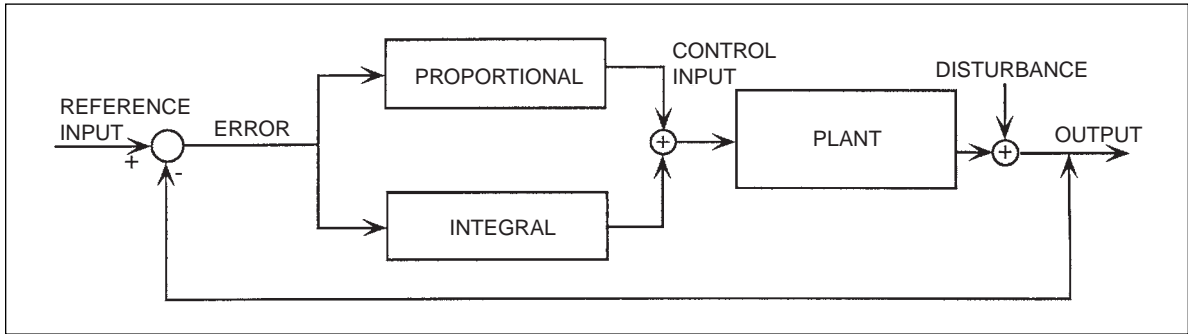 REFERENCE
INPUT
+
-
ERROR
PROPORTIONAL
INTEGRAL
CONTROL
INPUT
+
PLANT
DISTURBANCE
+
OUTPUT